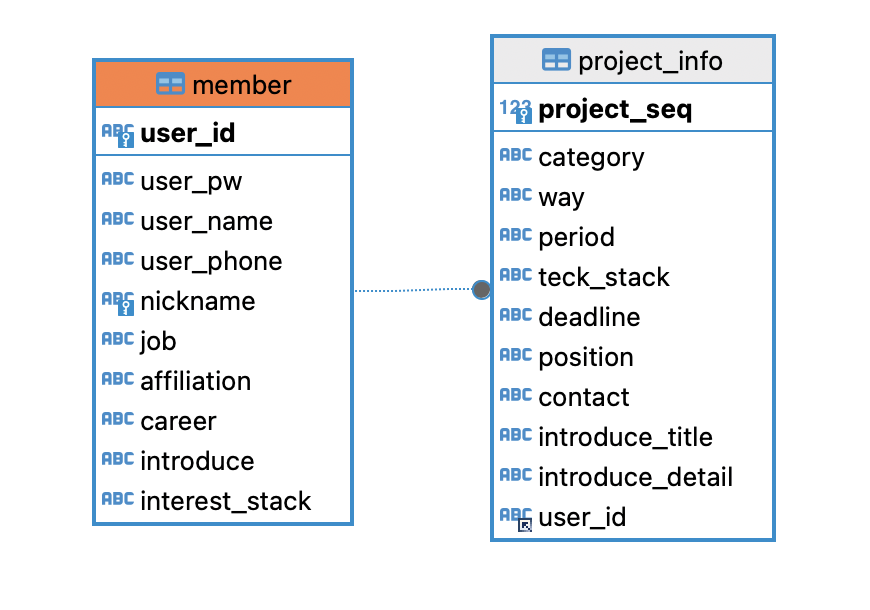 member
ABC user_id
ABC user_pw
ABC user_name
ABC user_phone
ABC nickname
ABC job
ABC affiliation
ABC career
ABC introduce
ABC interest_stack
project_info
123 project_seq
ABC category
ABC way
ABC period
ABC teck_stack
ABC deadline
ABC position
ABC contact
ABC introduce_title
ABC introduce_detail
ABC user_id